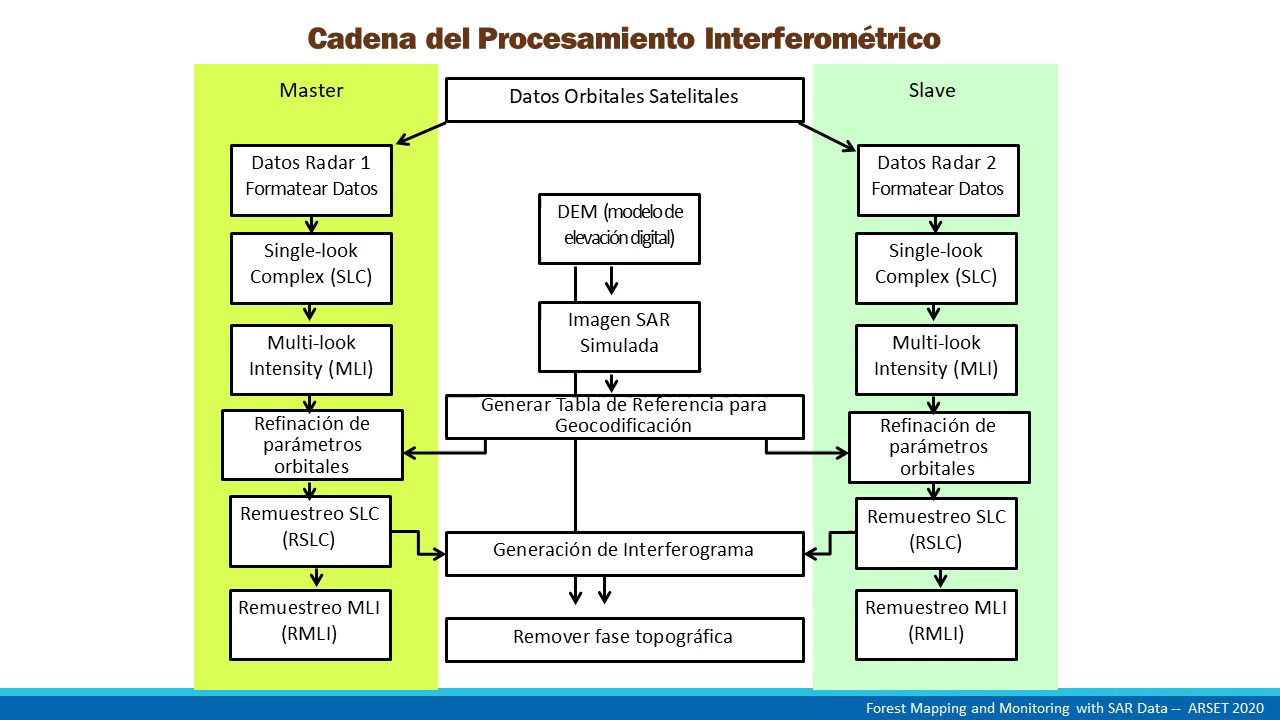 Cadena del Procesamiento Interferométrico
Master
Datos Orbitales Satelitales
Slave
Datos Radar 1
Formatear Datos
Single-look
Complex (SLC)
Multi-look
Intensity (MLI)
Refinación de
parámetros
orbitales
Remuestreo SLC
(RSLC)
Remuestreo MLI
(RMLI)
DEM (modelo de
elevación digital)
Imagen SAR
Simulada
Generar Tabla de Referencia para
Geocodificación
Generación de Interferograma
Remover fase topográfica
Datos Radar 2
Formatear Datos
Single-look
Complex (SLC)
Multi-look
Intensity (MLI)
Refinación de
parámetros
orbitales
Remuestreo SLC
(RSLC)
Remuestreo MLI
(RMLI)
Forest Mapping and Monitoring with SAR Data -- ARSET 2020